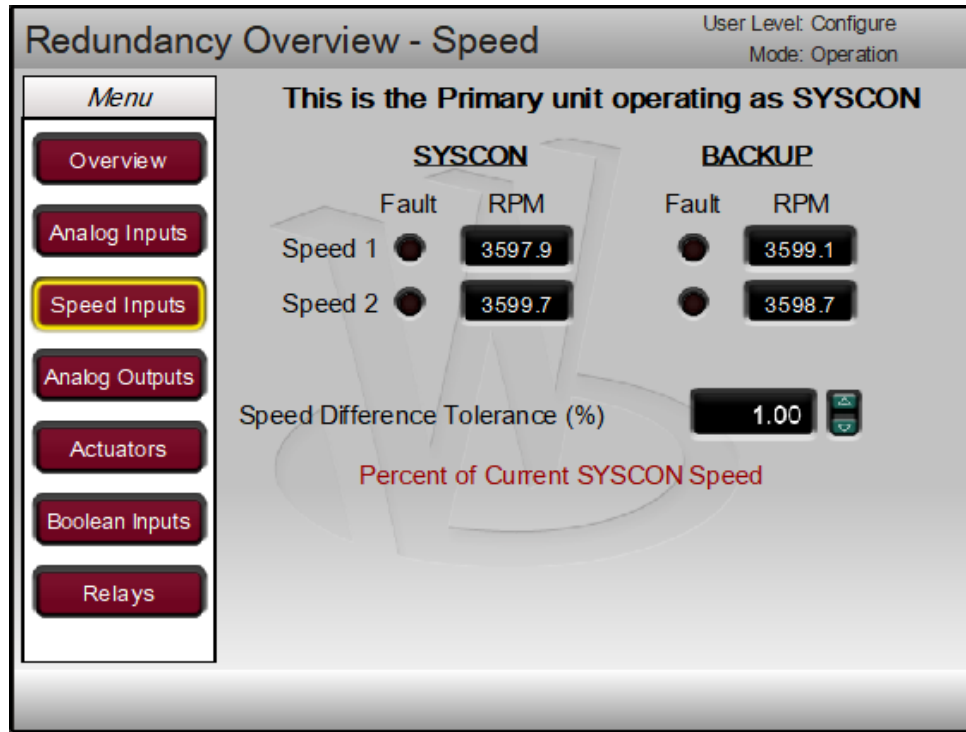 Redundancy Overview - Speed
User Level: Configure
Mode: Operation
Menu
Overview
Analog Inputs
Speed Inputs
Analog Outputs
Actuators
Boolean Inputs
Relays
This is the Primary unit operating as SYSCON
SYSCON BACKUP
Fault RPM Fault RPM
Speed 1 3597.9 3599.1
Speed 2 3599.7 3598.7
Speed Difference Tolerance (%) 1.00
Percent of Current SYSCON Speed